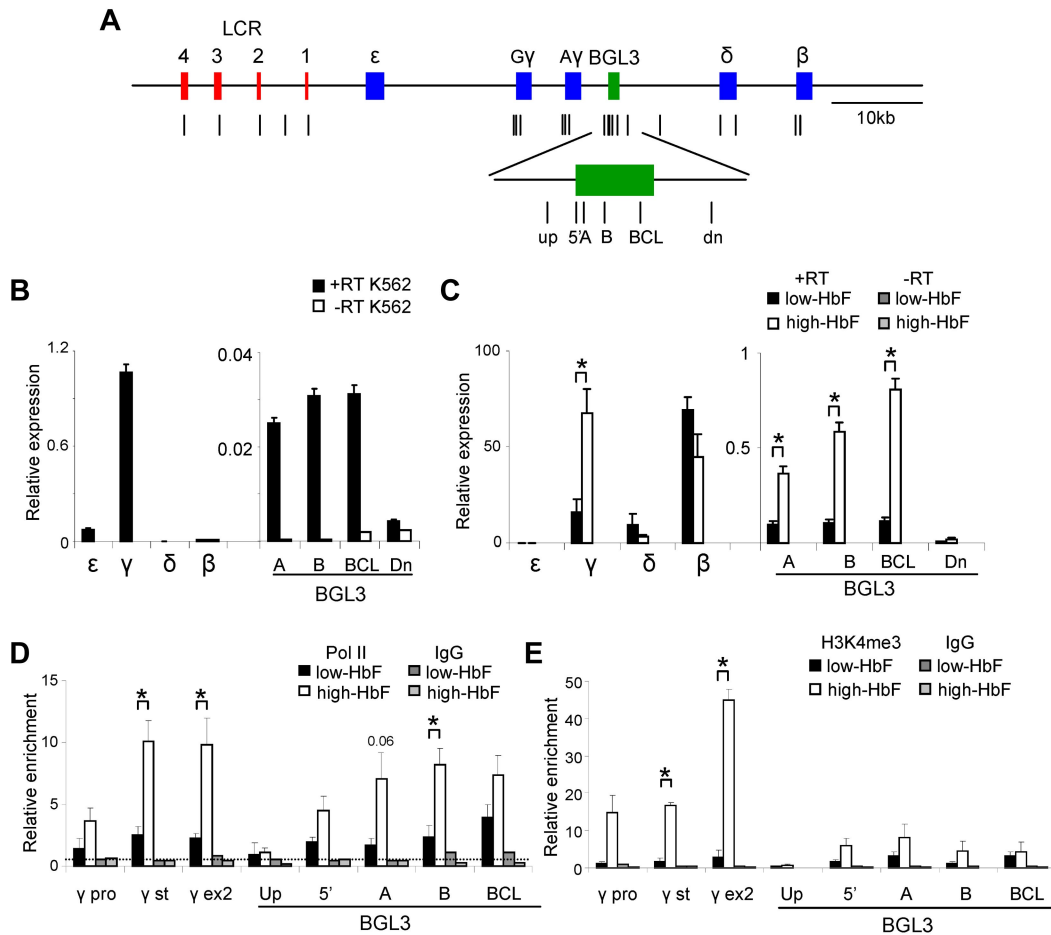 A
LCR
4 3 2 1 ε Gγ Aγ BGL3 δ β
10kb
up 5' A B BCL dn
B
+RT K562
-RT K562
Relative expression
1.2
0.6
0
0.04
0.02
ε γ δ β A B BCL Dn
BGL3
C
+RT -RT
low-HbF low-HbF
high-HbF high-HbF
Relative expression
100
50
0
1
0.5
* * * *
ε γ δ β A B BCL Dn
BGL3
D
Pol II IgG
low-HbF low-HbF
high-HbF high-HbF
Relative enrichment
15
10
5
0
* * 0.06 *
γ pro γ st γ ex2 Up 5' A B BCL
BGL3
E
H3K4me3 IgG
low-HbF low-HbF
high-HbF high-HbF
Relative enrichment
50
40
30
20
10
0
* *
γ pro γ st γ ex2 Up 5' A B BCL
BGL3